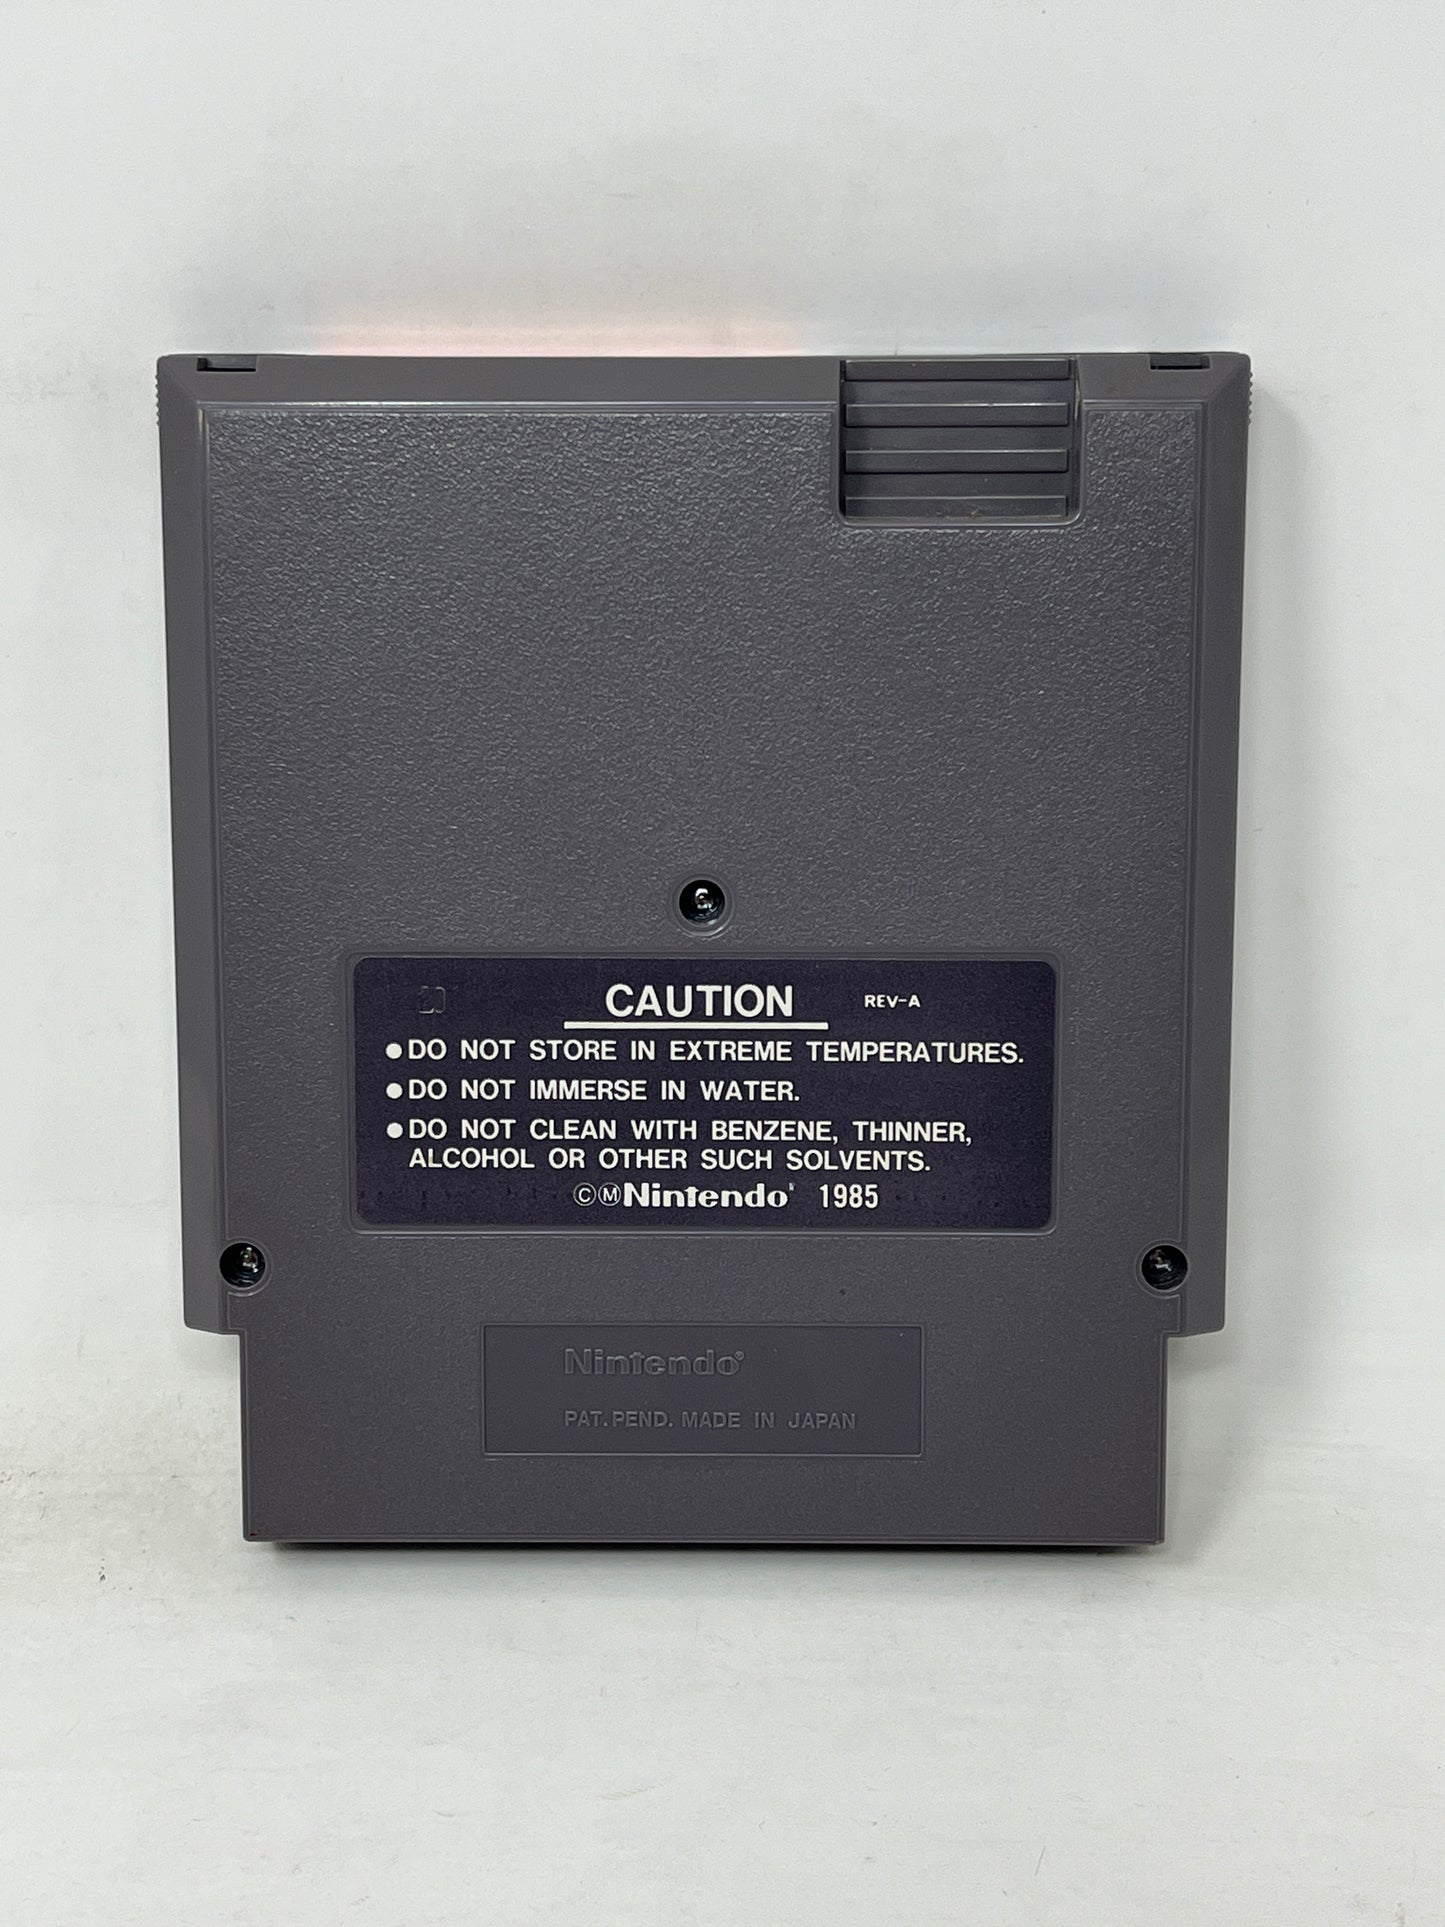 CAUTION REV-A
●DO NOT STORE IN EXTREME TEMPERATURES.
●DO NOT IMMERSE IN WATER.
●DO NOT CLEAN WITH BENZENE, THINNER,
ALCOHOL OR OTHER SUCH SOLVENTS.
©ⓂNintendo 1985
Nintendo®
PAT. PEND. MADE IN JAPAN